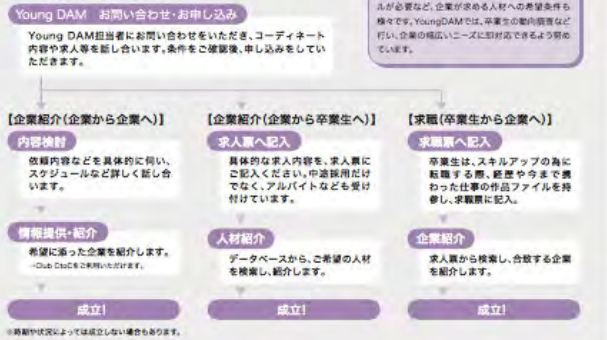 ルが必要など、企業が求める人材への希望条件も
様々です。YoungDAMでは、卒業生の動向調査など
行い、企業の幅広いニーズに即対応できるよう努め
ています。
Young DAM お問い合わせ・お申し込み
Young DAM担当者にお問い合わせをいただき、コーディネート
内容や求人等を話し合います。条件をご確認後、申し込みをしてい
ただきます。
【企業紹介(企業から企業へ)】
内容検討
依頼内容などを具体的に伺い、
スケジュールなど詳しく話し合
います。
情報提供・紹介
希望に添った企業を紹介します。
→Club CtoCをご利用いただけます。
成立!
【企業紹介(企業から卒業生へ)】
求人票へ記入
具体的な求人内容を、求人票に
ご記入ください。中途採用だけ
でなく、アルバイトなども受け
付けています。
人材紹介
データベースから、ご希望の人材
を検索し、紹介します。
成立!
【求職(卒業生から企業へ)】
求職票へ記入
卒業生は、スキルアップの為に
転職する際、経歴や今まで携
わった仕事の作品ファイルを持
参し、求職票に記入。
企業紹介
求人票から検索し、合致する企業
を紹介します。
成立!
※時期や状況によっては成立しない場合もあります。